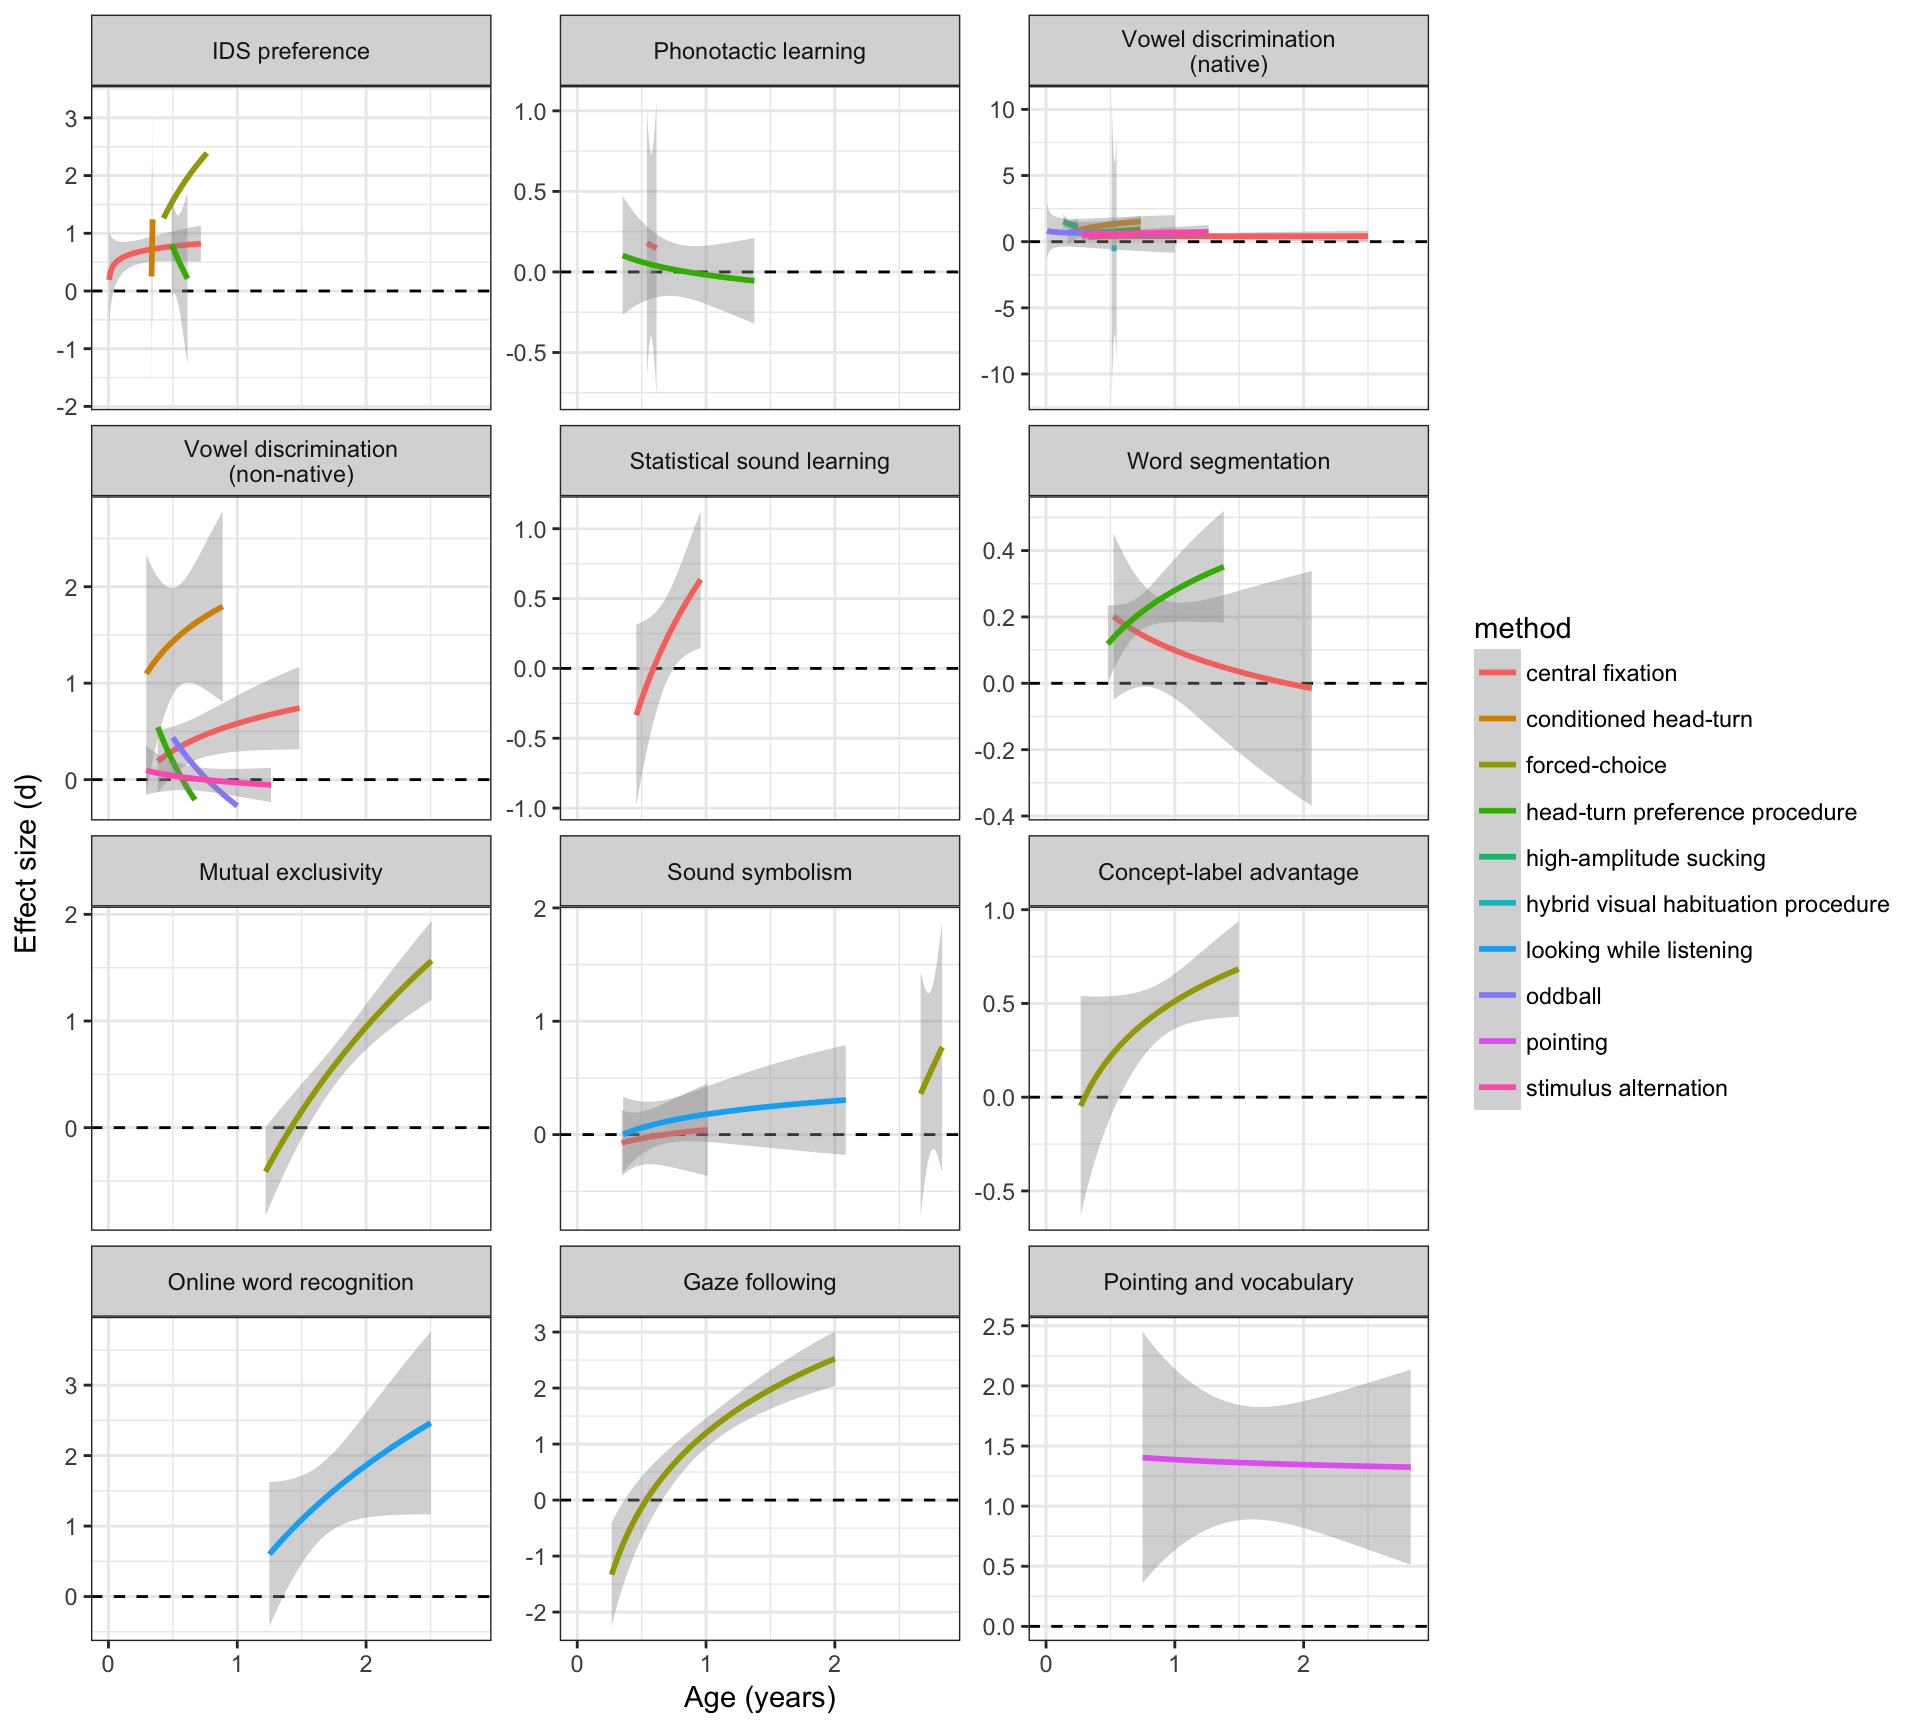 IDS preference
Phonotactic learning
Vowel discrimination
(native)
3
2
1
0
-1
-2
1.0
0.5
0.0
-0.5
10
5
0
-5
-10
Vowel discrimination
(non-native)
Statistical sound learning
Word segmentation
2
1
0
1.0
0.5
0.0
-0.5
-1.0
0.4
0.2
0.0
-0.2
-0.4
Mutual exclusivity
Sound symbolism
Concept-label advantage
2
1
0
2
1
0
1.0
0.5
0.0
-0.5
Online word recognition
Gaze following
Pointing and vocabulary
3
2
1
0
3
2
1
0
-1
-2
2.5
2.0
1.5
1.0
0.5
0.0
0 1 2
0 1 2
0 1 2
Age (years)
Effect size (d)
method
central fixation
conditioned head-turn
forced-choice
head-turn preference procedure
high-amplitude sucking
hybrid visual habituation procedure
looking while listening
oddball
pointing
stimulus alternation